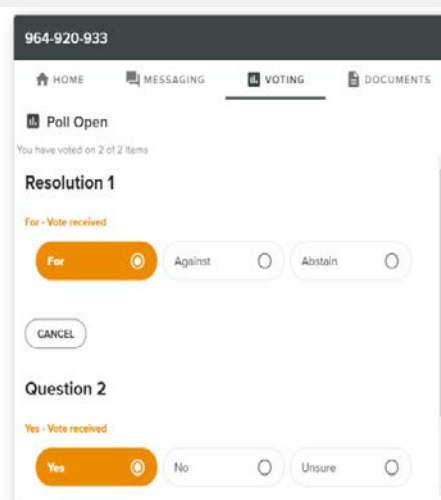 964-920-933
HOME MESSAGING VOTING DOCUMENTS
Poll Open
You have voted on 2 of 2 Items
Resolution 1
For - Vote received
For Against Abstain
CANCEL
Question 2
Yes - Vote received
Yes No Unsure